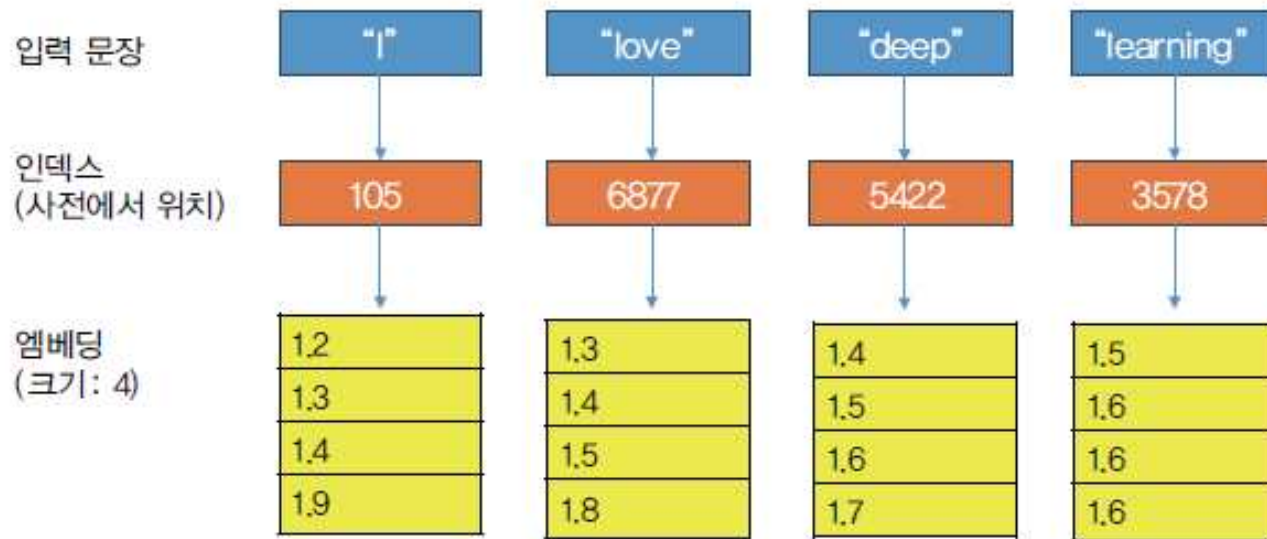 입력 문장 "I" "love" "deep" "learning"
인덱스
(사전에서 위치) 105 6877 5422 3578
엠베딩
(크기: 4)
1.2 1.3 1.4 1.5
1.3 1.4 1.5 1.6
1.4 1.5 1.6 1.6
1.9 1.8 1.7 1.6